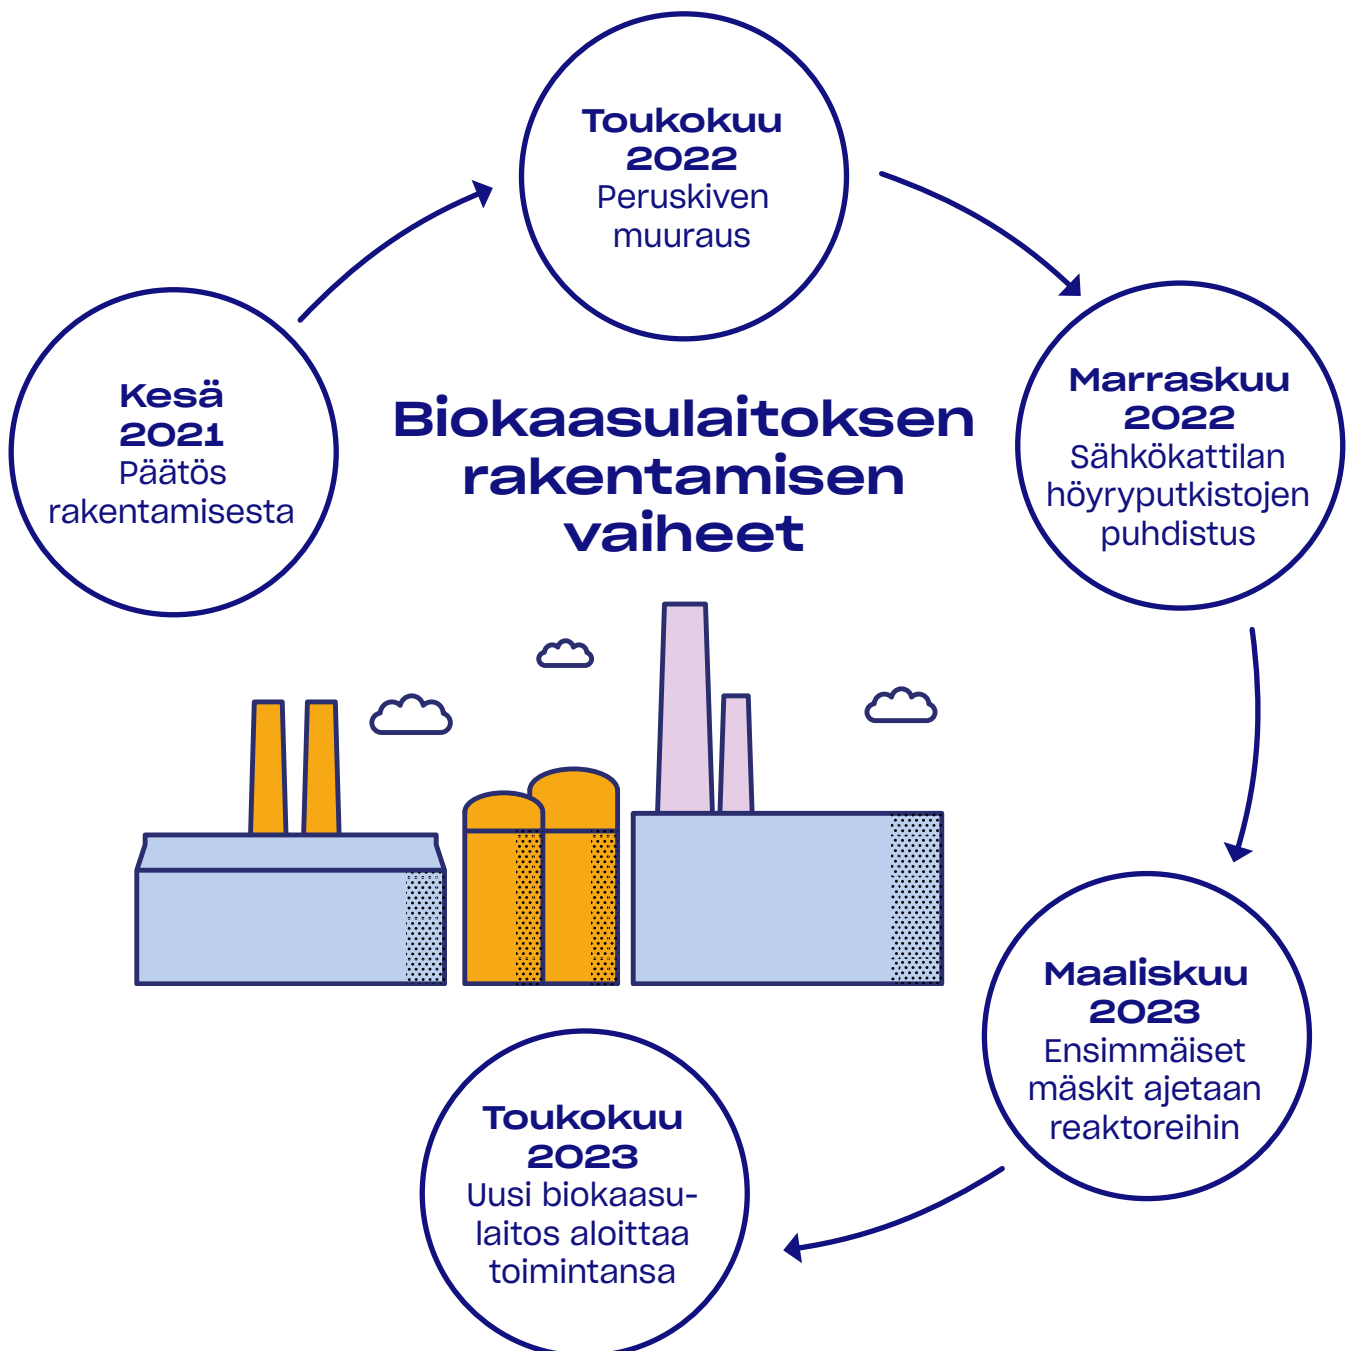 Biokaasulaitoksen
rakentamisen
vaiheet
Kesä
2021
Päätös
rakentamisesta
Toukokuu
2022
Peruskiven
muuraus
Marraskuu
2022
Sähkökattilan
höyryputkistojen
puhdistus
Maaliskuu
2023
Ensimmäiset
mäskit ajetaan
reaktoreihin
Toukokuu
2023
Uusi biokaasu-
laitos aloittaa
toimintansa